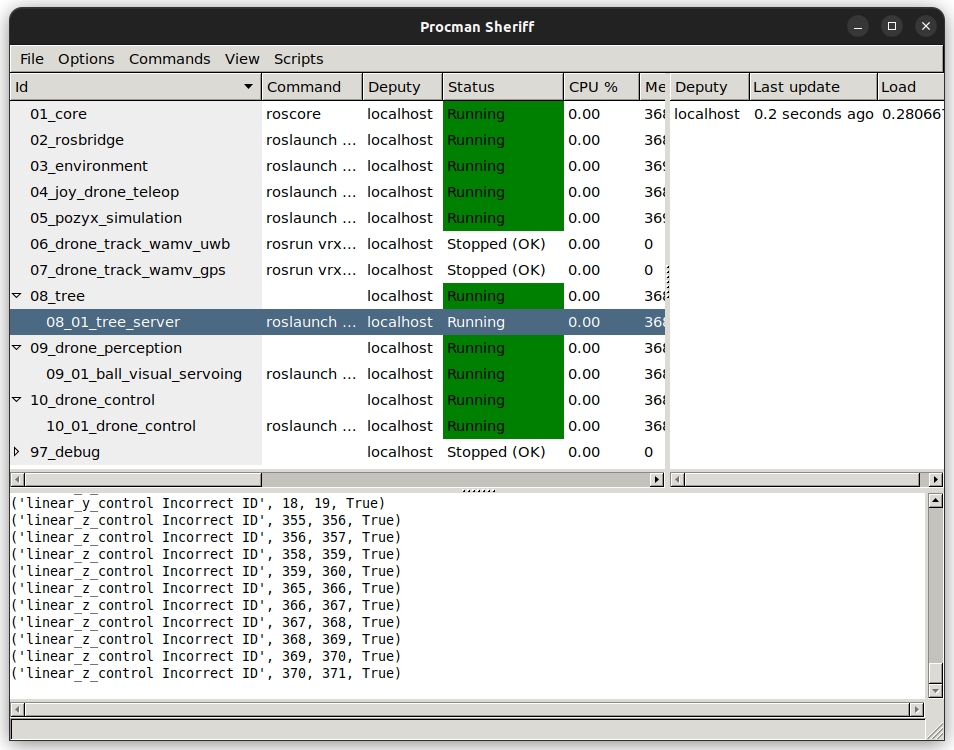 Procman Sheriff
File Options Commands View Scripts
Id Command Deputy Status CPU % Me Deputy Last update Load
01_core roscore localhost Running 0.00 368 localhost 0.2 seconds ago 0.280667
02_rosbridge roslaunch ... localhost Running 0.00 368
03_environment roslaunch ... localhost Running 0.00 369
04_joy_drone_teleop roslaunch ... localhost Running 0.00 368
05_pozyx_simulation roslaunch ... localhost Running 0.00 369
06_drone_track_wamv_uwb rosrun vrx... localhost Stopped (OK) 0.00 0
07_drone_track_wamv_gps rosrun vrx... localhost Stopped (OK) 0.00 0
08_tree localhost Running 0.00 368
08_01_tree_server roslaunch ... localhost Running 0.00 368
09_drone_perception localhost Running 0.00 368
09_01_ball_visual_servoing roslaunch ... localhost Running 0.00 368
10_drone_control localhost Running 0.00 368
10_01_drone_control roslaunch ... localhost Running 0.00 368
97_debug localhost Stopped (OK) 0.00 0
('linear_y_control Incorrect ID', 18, 19, True)
('linear_z_control Incorrect ID', 355, 356, True)
('linear_z_control Incorrect ID', 356, 357, True)
('linear_z_control Incorrect ID', 358, 359, True)
('linear_z_control Incorrect ID', 359, 360, True)
('linear_z_control Incorrect ID', 365, 366, True)
('linear_z_control Incorrect ID', 366, 367, True)
('linear_z_control Incorrect ID', 367, 368, True)
('linear_z_control Incorrect ID', 368, 369, True)
('linear_z_control Incorrect ID', 369, 370, True)
('linear_z_control Incorrect ID', 370, 371, True)